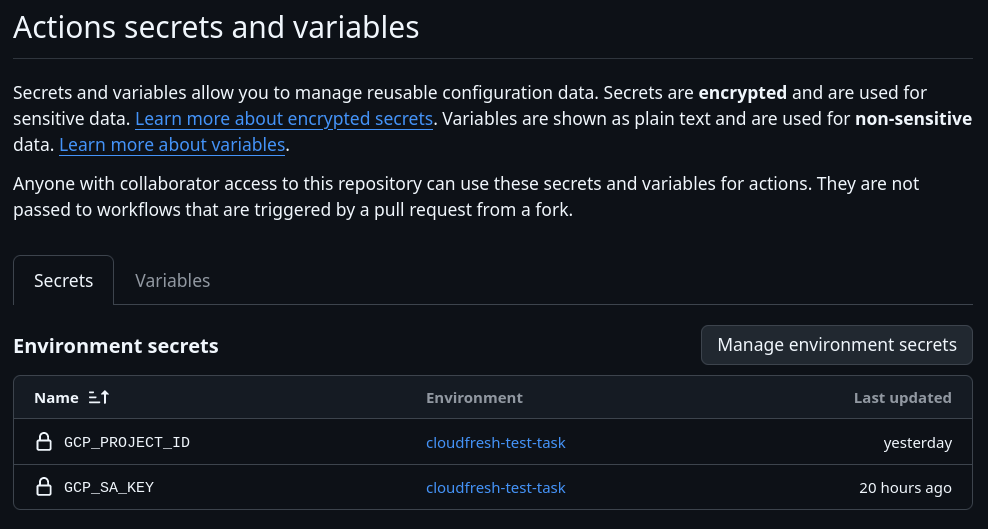 Actions secrets and variables
Secrets and variables allow you to manage reusable configuration data. Secrets are encrypted and are used for
sensitive data. Learn more about encrypted secrets. Variables are shown as plain text and are used for non-sensitive
data. Learn more about variables.
Anyone with collaborator access to this repository can use these secrets and variables for actions. They are not
passed to workflows that are triggered by a pull request from a fork.
Secrets Variables
Environment secrets Manage environment secrets
Name Environment Last updated
GCP_PROJECT_ID cloudfresh-test-task yesterday
GCP_SA_KEY cloudfresh-test-task 20 hours ago